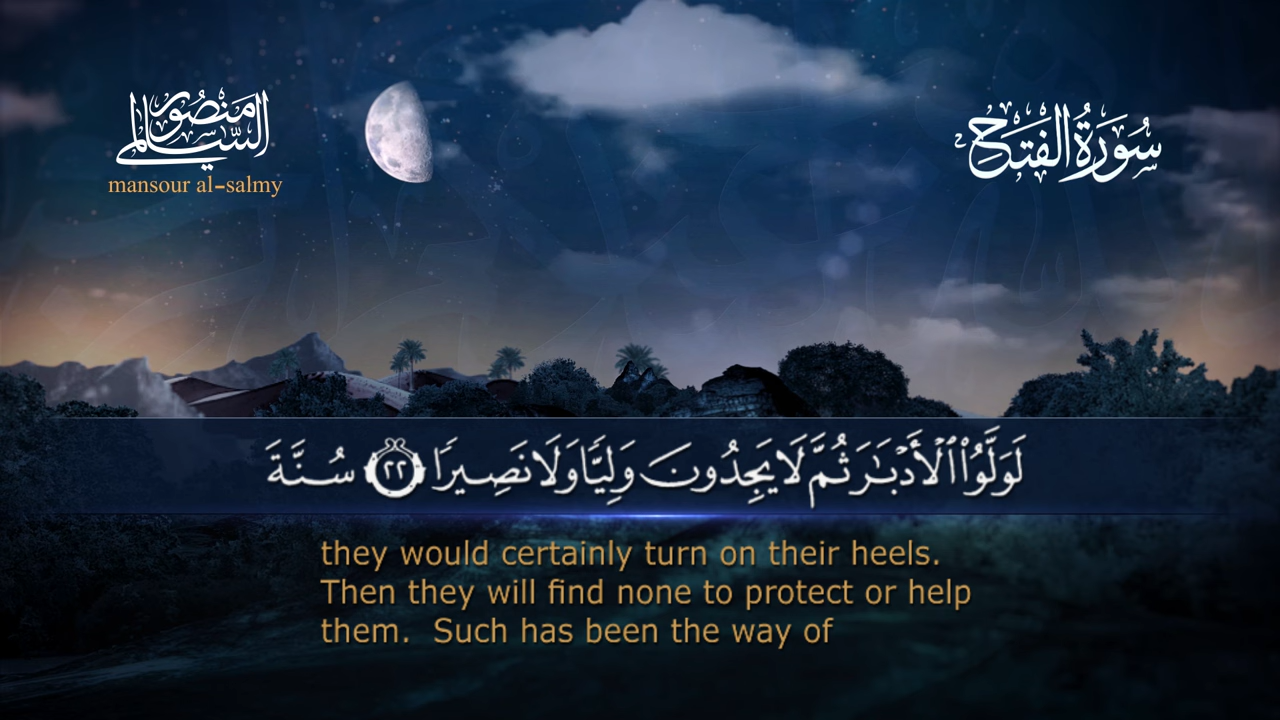 منصور السالمي
mansour al-salmy
سُورَةُ الفَتَحِ
لَوَلَّوُا۟ ٱلْأَدْبَـٰرَ ثُمَّ لَا يَجِدُونَ وَلِيًّا وَلَا نَصِيرًا ٢٢ سُنَّةَ
they would certainly turn on their heels.
Then they will find none to protect or help
them. Such has been the way of